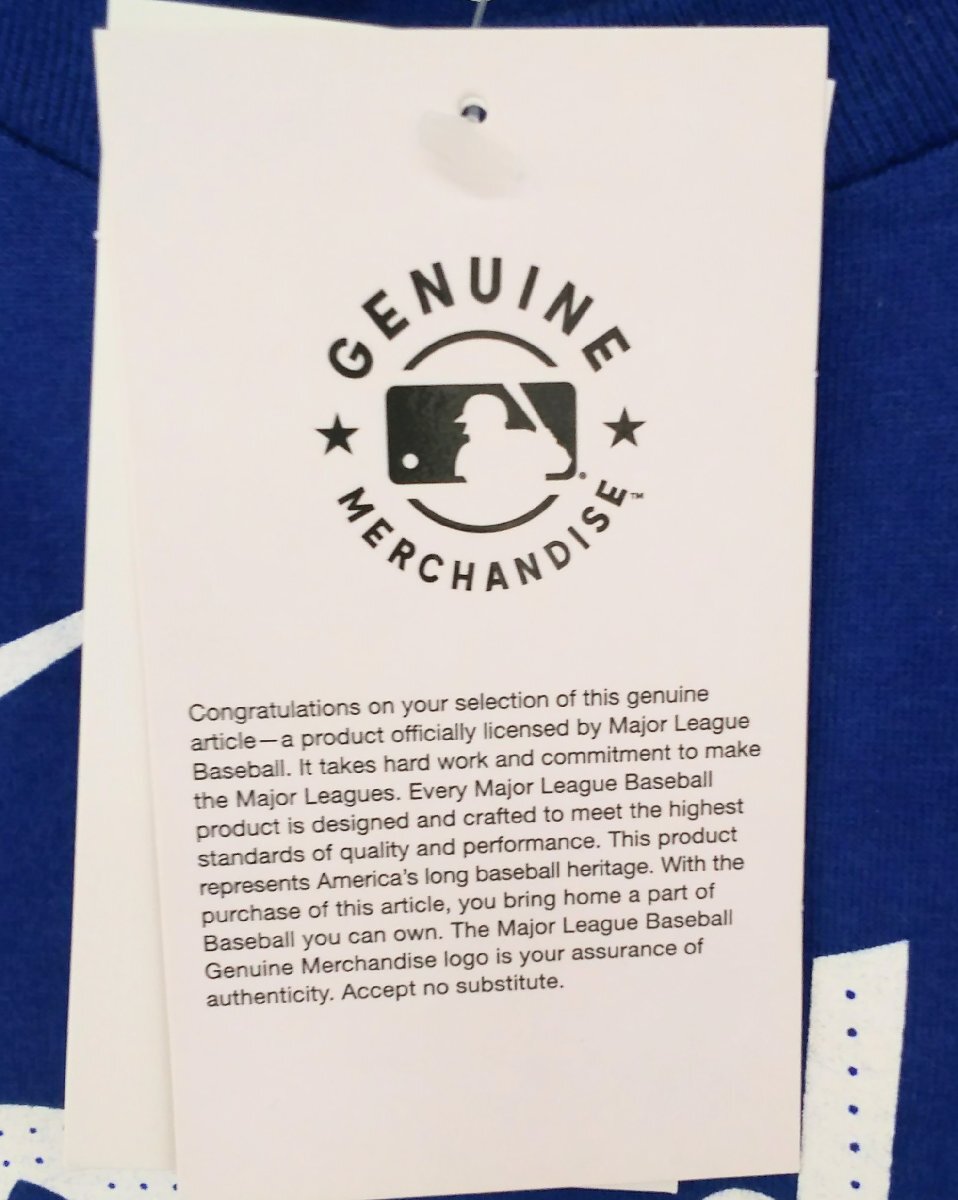 GENUINE
MERCHANDISE™
Congratulations on your selection of this genuine
article—a product officially licensed by Major League
Baseball. It takes hard work and commitment to make
the Major Leagues. Every Major League Baseball
product is designed and crafted to meet the highest
standards of quality and performance. This product
represents America's long baseball heritage. With the
purchase of this article, you bring home a part of
Baseball you can own. The Major League Baseball
Genuine Merchandise logo is your assurance of
authenticity. Accept no substitute.